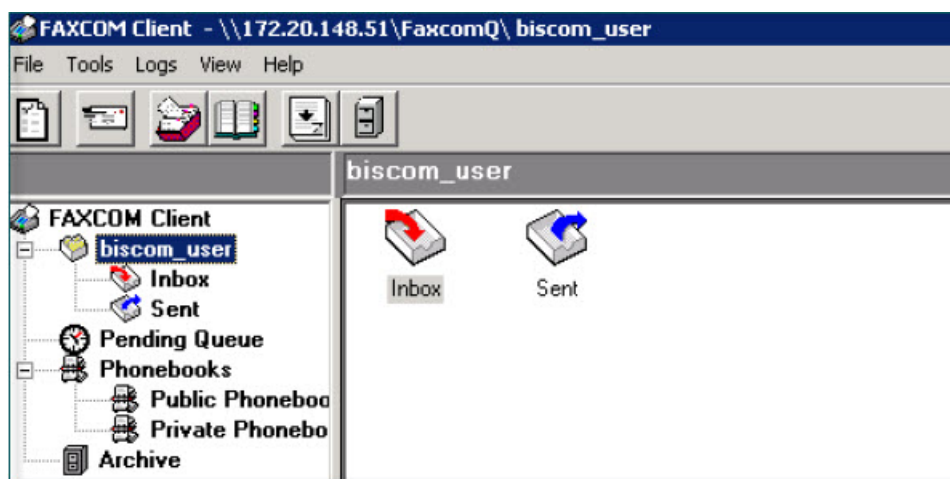 FAXCOM Client - \\172.20.148.51\FaxcomQ\ biscom_user
File Tools Logs View Help
biscom_user
FAXCOM Client
biscom_user
Inbox
Sent
Pending Queue
Phonebooks
Public Phoneboo
Private Phonebo
Archive
Inbox Sent